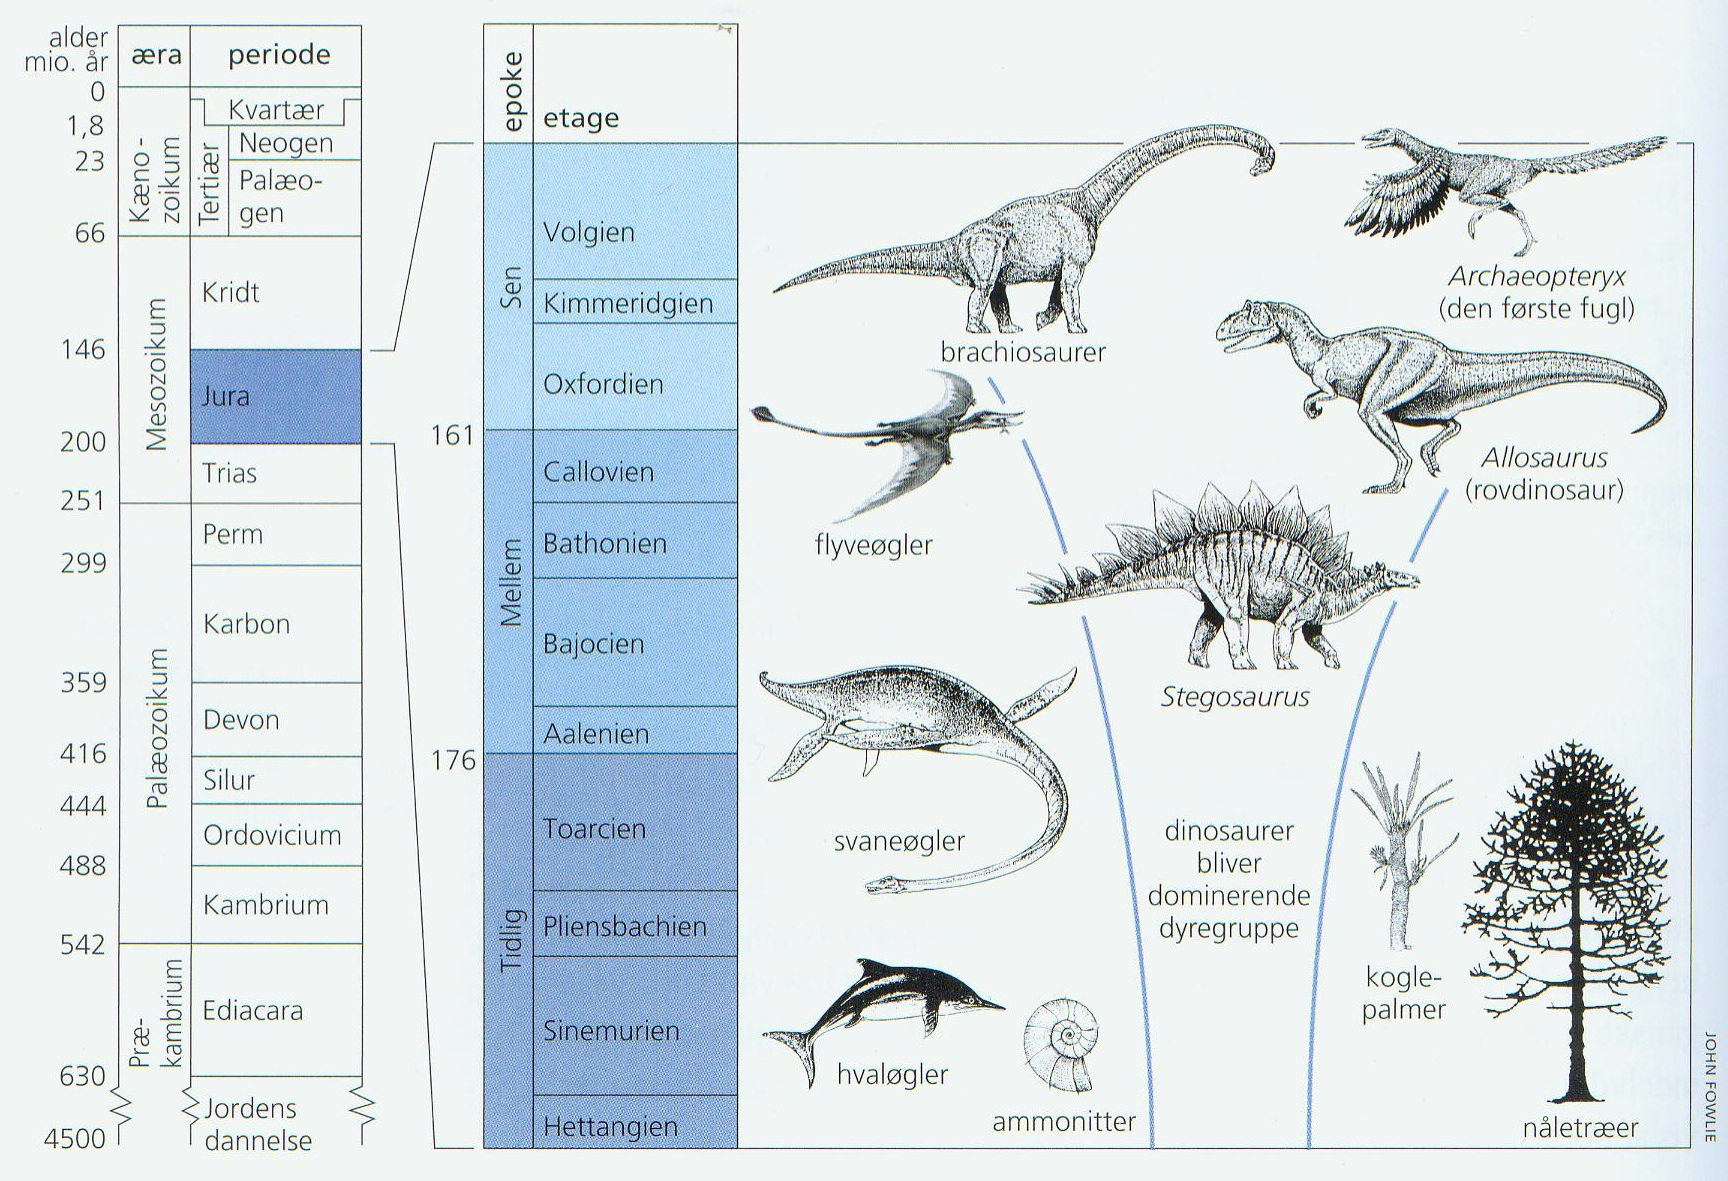 alder
mio. år
æra
periode
0
1,8
23
66
146
200
251
299
359
416
444
488
542
630
4500
Kæno-
zoikum
Mesozoikum
Palæozoikum
Præ-
kambrium
Kvartær
Tertiær
Neogen
Palæo-
gen
Kridt
Jura
Trias
Perm
Karbon
Devon
Silur
Ordovicium
Kambrium
Ediacara
Jordens
dannelse
epoke
etage
161
176
Sen
Mellem
Tidlig
Volgien
Kimmeridgien
Oxfordien
Callovien
Bathonien
Bajocien
Aalenien
Toarcien
Pliensbachien
Sinemurien
Hettangien
brachiosaurer
Archaeopteryx
(den første fugl)
Allosaurus
(rovdinosaur)
flyveøgler
Stegosaurus
svaneøgler
dinosaurer
bliver
dominerende
dyregruppe
kogle-
palmer
hvaløgler
ammonitter
nåletræer
JOHN FOWLIE